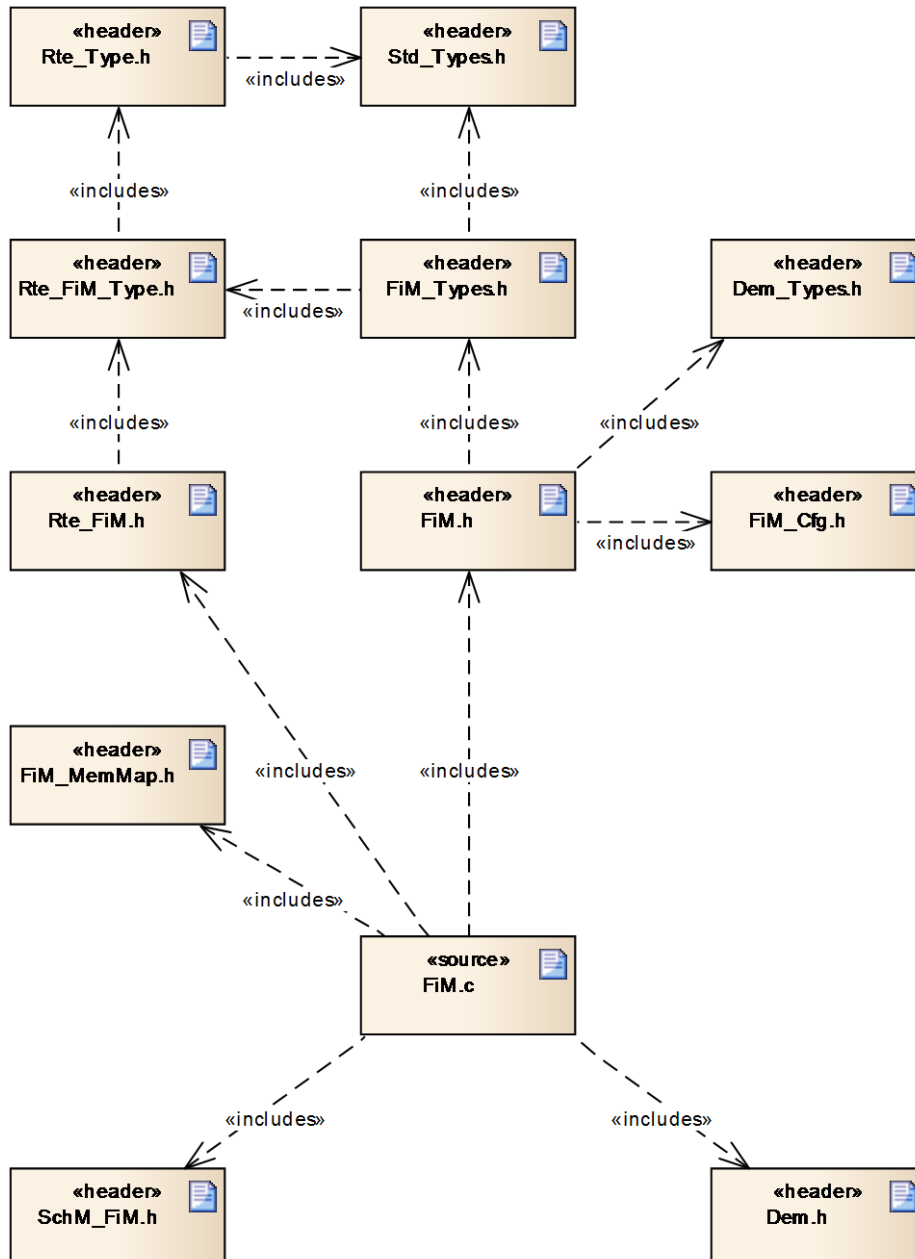 «header»
Rte_Type.h
«header»
Std_Types.h
«includes»
«includes»
«includes»
«header»
Rte_FiM_Type.h
«header»
FiM_Types.h
«header»
Dem_Types.h
«includes»
«includes»
«includes»
«includes»
«header»
Rte_FiM.h
«header»
FiM.h
«header»
FiM_Cfg.h
«includes»
«header»
FiM_MemMap.h
«includes»
«includes»
«includes»
«source»
FiM.c
«includes»
«includes»
«header»
SchM_FiM.h
«header»
Dem.h